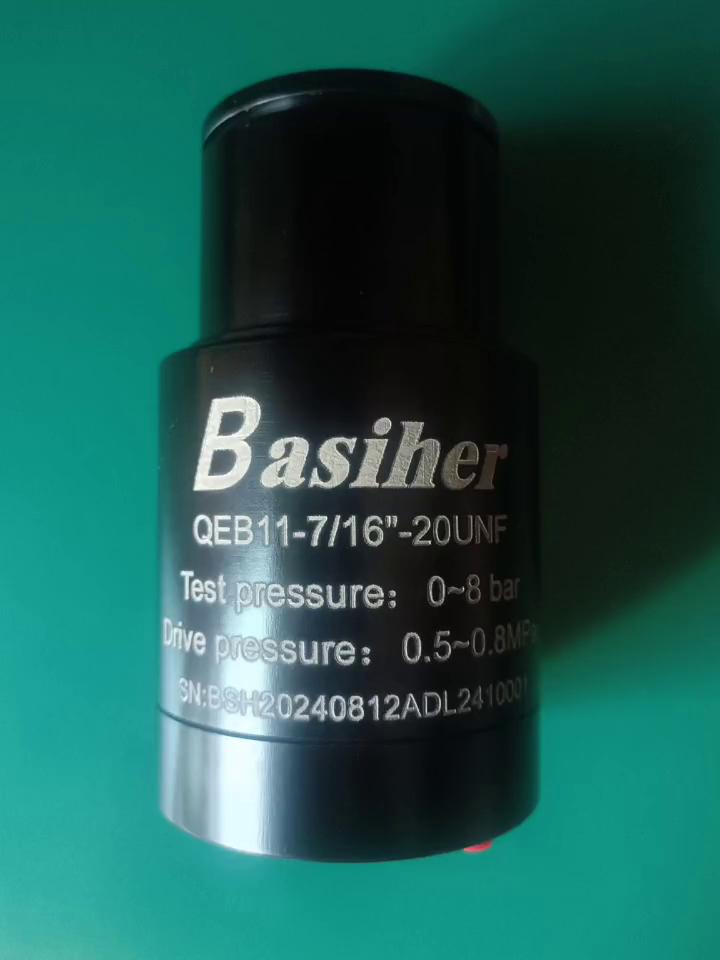 Basiher
QEB11-7/16”-20UNF
Test pressure： 0~8 bar
Drive pressure： 0.5~0.8MPa
SN:BSH20240812ADL2410001